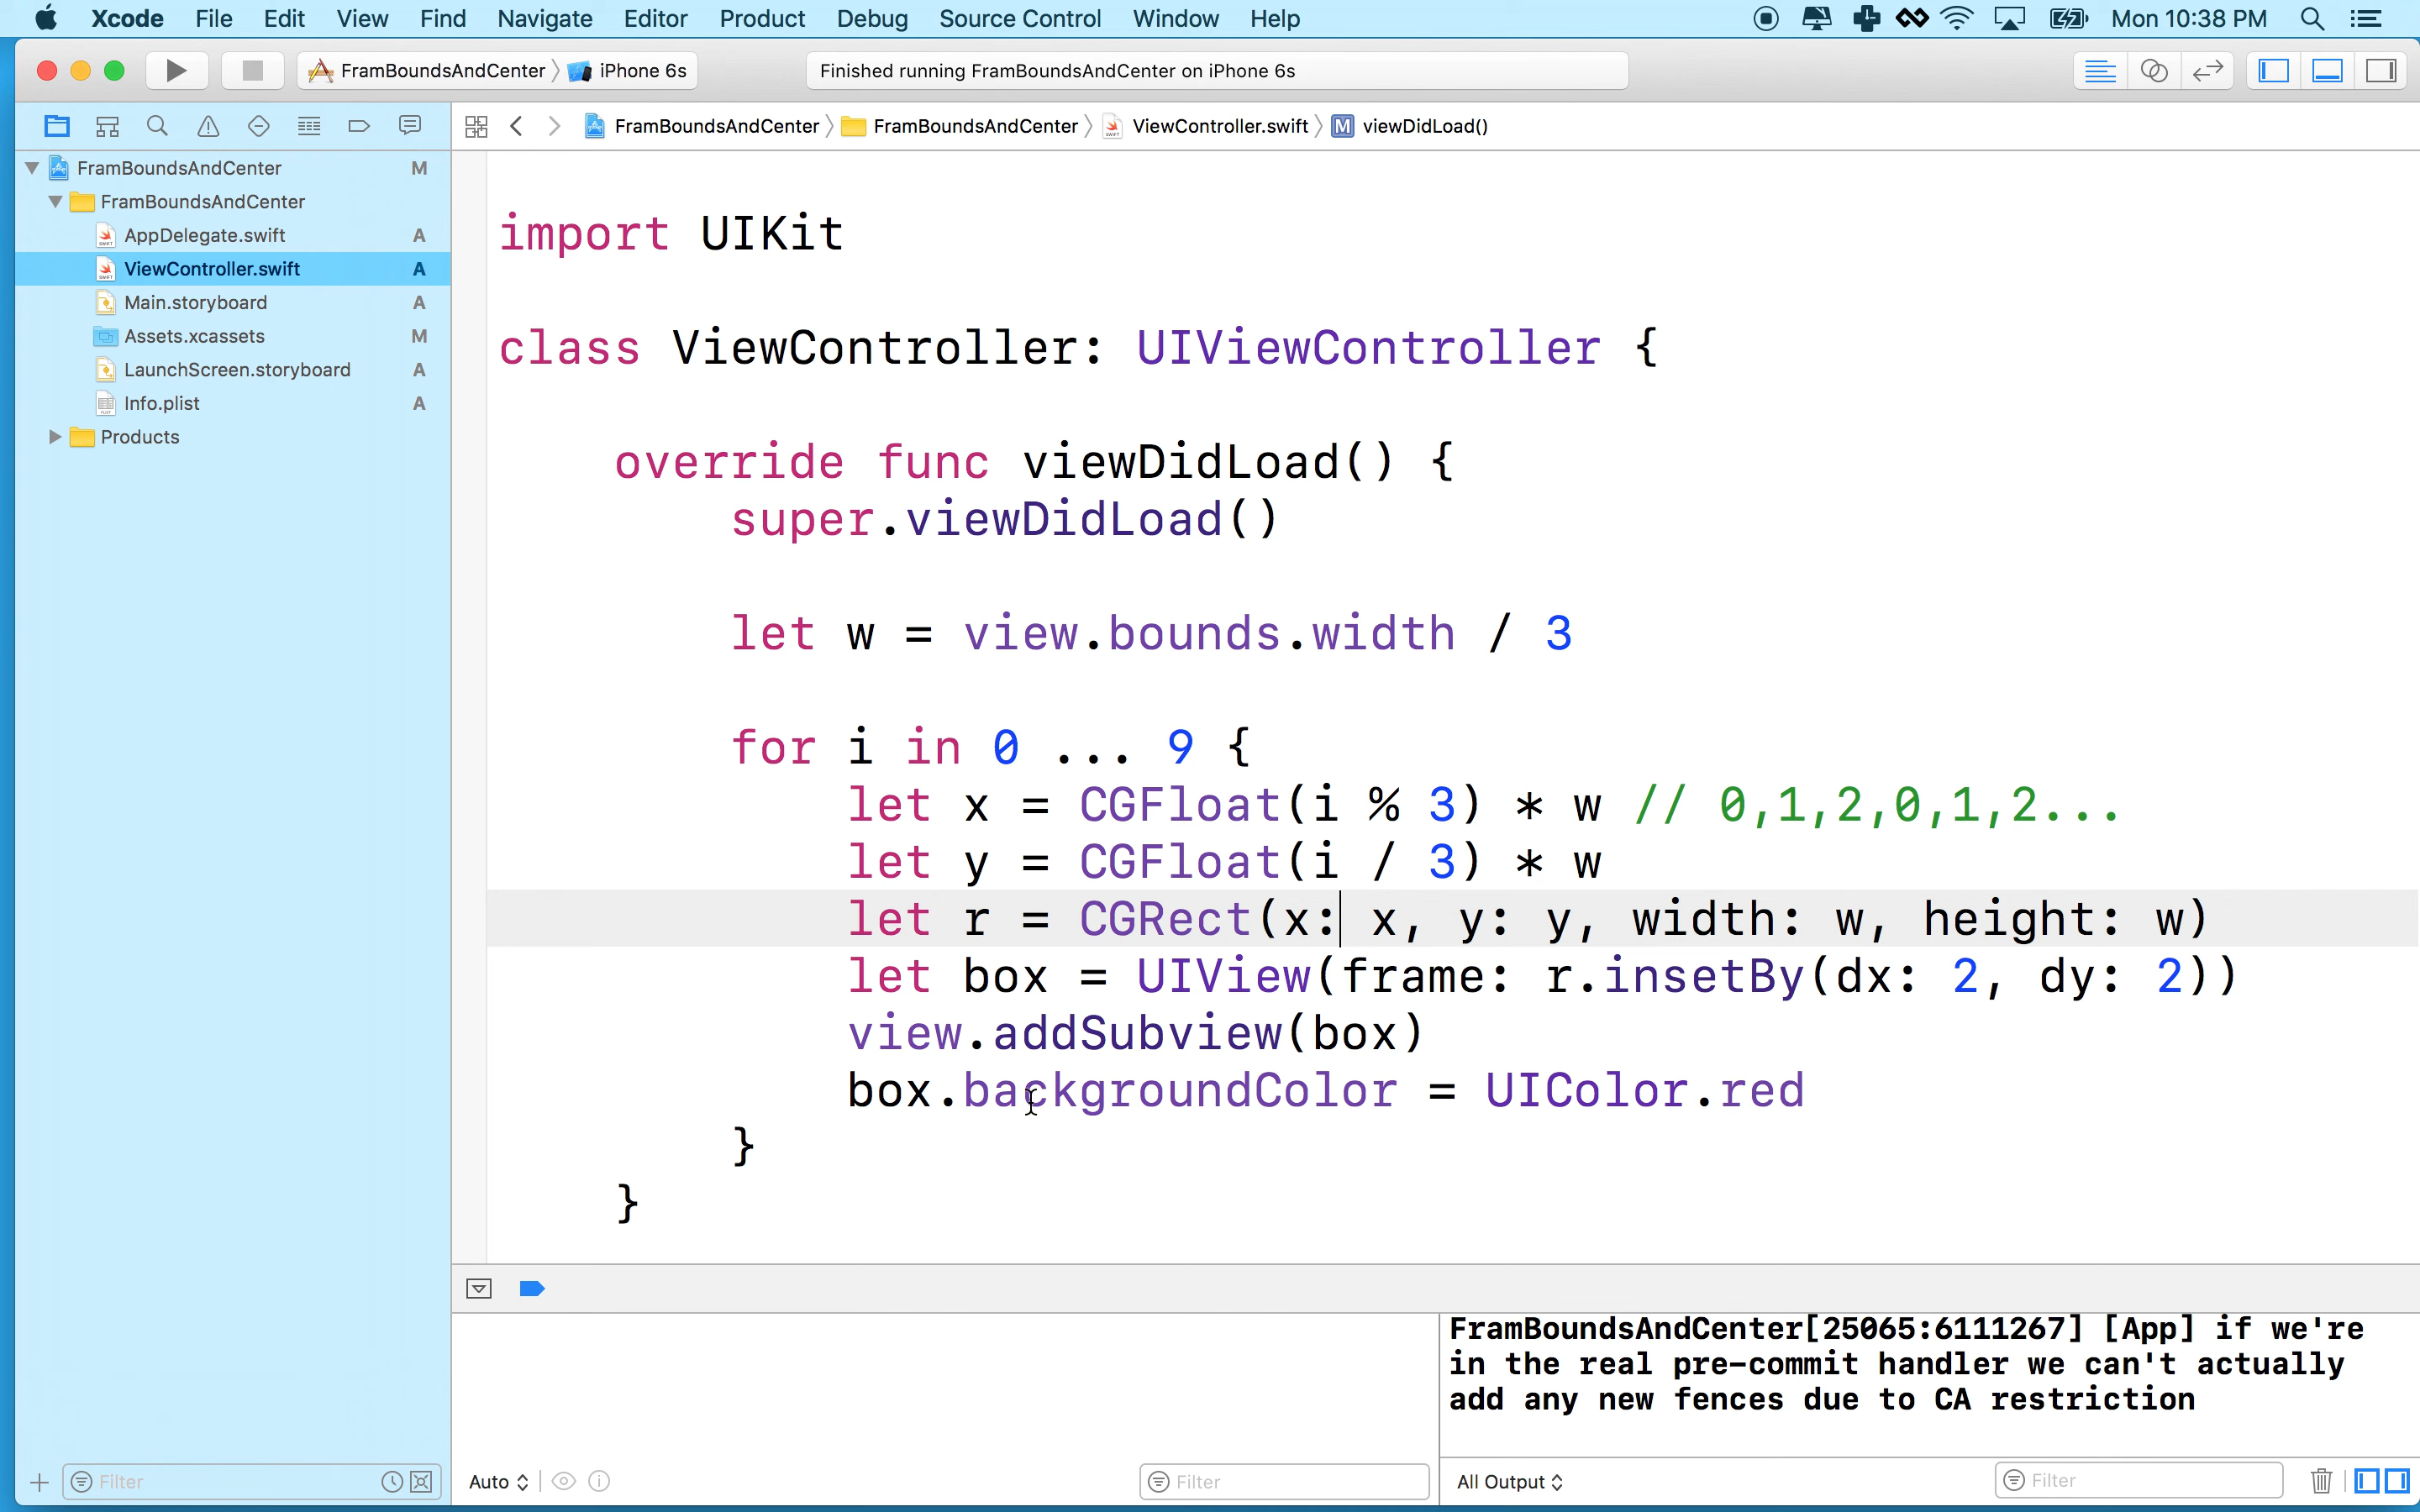 Xcode File Edit View Find Navigate Editor Product Debug Source Control Window Help Mon 10:38 PM
FramBoundsAndCenter iPhone 6s Finished running FramBoundsAndCenter on iPhone 6s
FramBoundsAndCenter FramBoundsAndCenter ViewController.swift M viewDidLoad()
FramBoundsAndCenter M
FramBoundsAndCenter
AppDelegate.swift A
ViewController.swift A
Main.storyboard A
Assets.xcassets M
LaunchScreen.storyboard A
Info.plist A
Products
import UIKit
class ViewController: UIViewController {
override func viewDidLoad() {
super.viewDidLoad()
let w = view.bounds.width / 3
for i in 0 ... 9 {
let x = CGFloat(i % 3) * w // 0,1,2,0,1,2...
let y = CGFloat(i / 3) * w
let r = CGRect(x: x, y: y, width: w, height: w)
let box = UIView(frame: r.insetBy(dx: 2, dy: 2))
view.addSubview(box)
box.backgroundColor = UIColor.red
}
}
FramBoundsAndCenter[25065:6111267] [App] if we're
in the real pre-commit handler we can't actually
add any new fences due to CA restriction
Filter Auto Filter All Output Filter